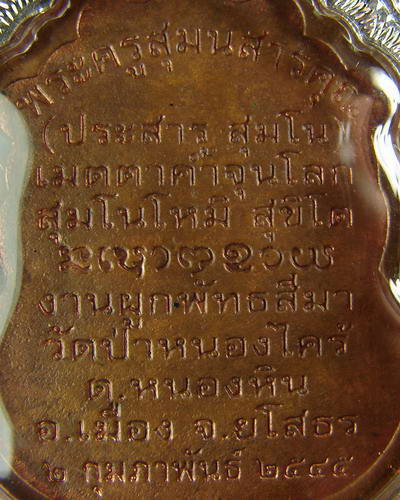 พระครูสุมนสารคุณ
(ประสาร สุมโน)
เมตตาค้ำจุนโลก
สุมโนโหมิ สุขิโต
งานผูกพัทธสีมา
วัดป่าหนองไคร้
ต.หนองหิน
อ.เมือง จ.ยโสธร
๒ กุมภาพันธ์ ๒๕๔๕